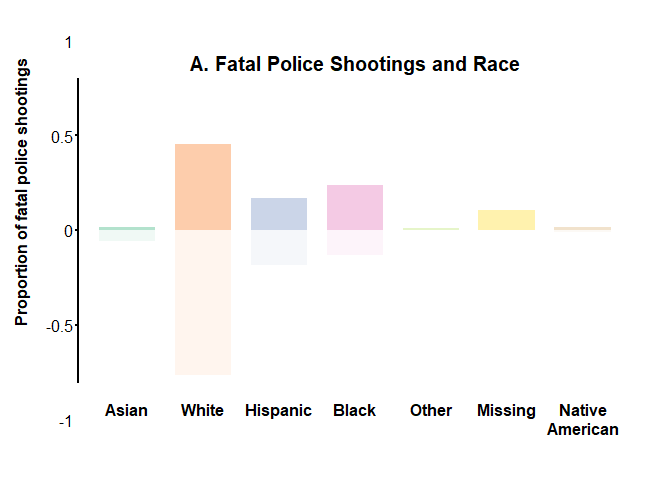 1
A. Fatal Police Shootings and Race
Proportion of fatal police shootings
0.5
0
-0.5
-1
Asian White Hispanic Black Other Missing Native
American